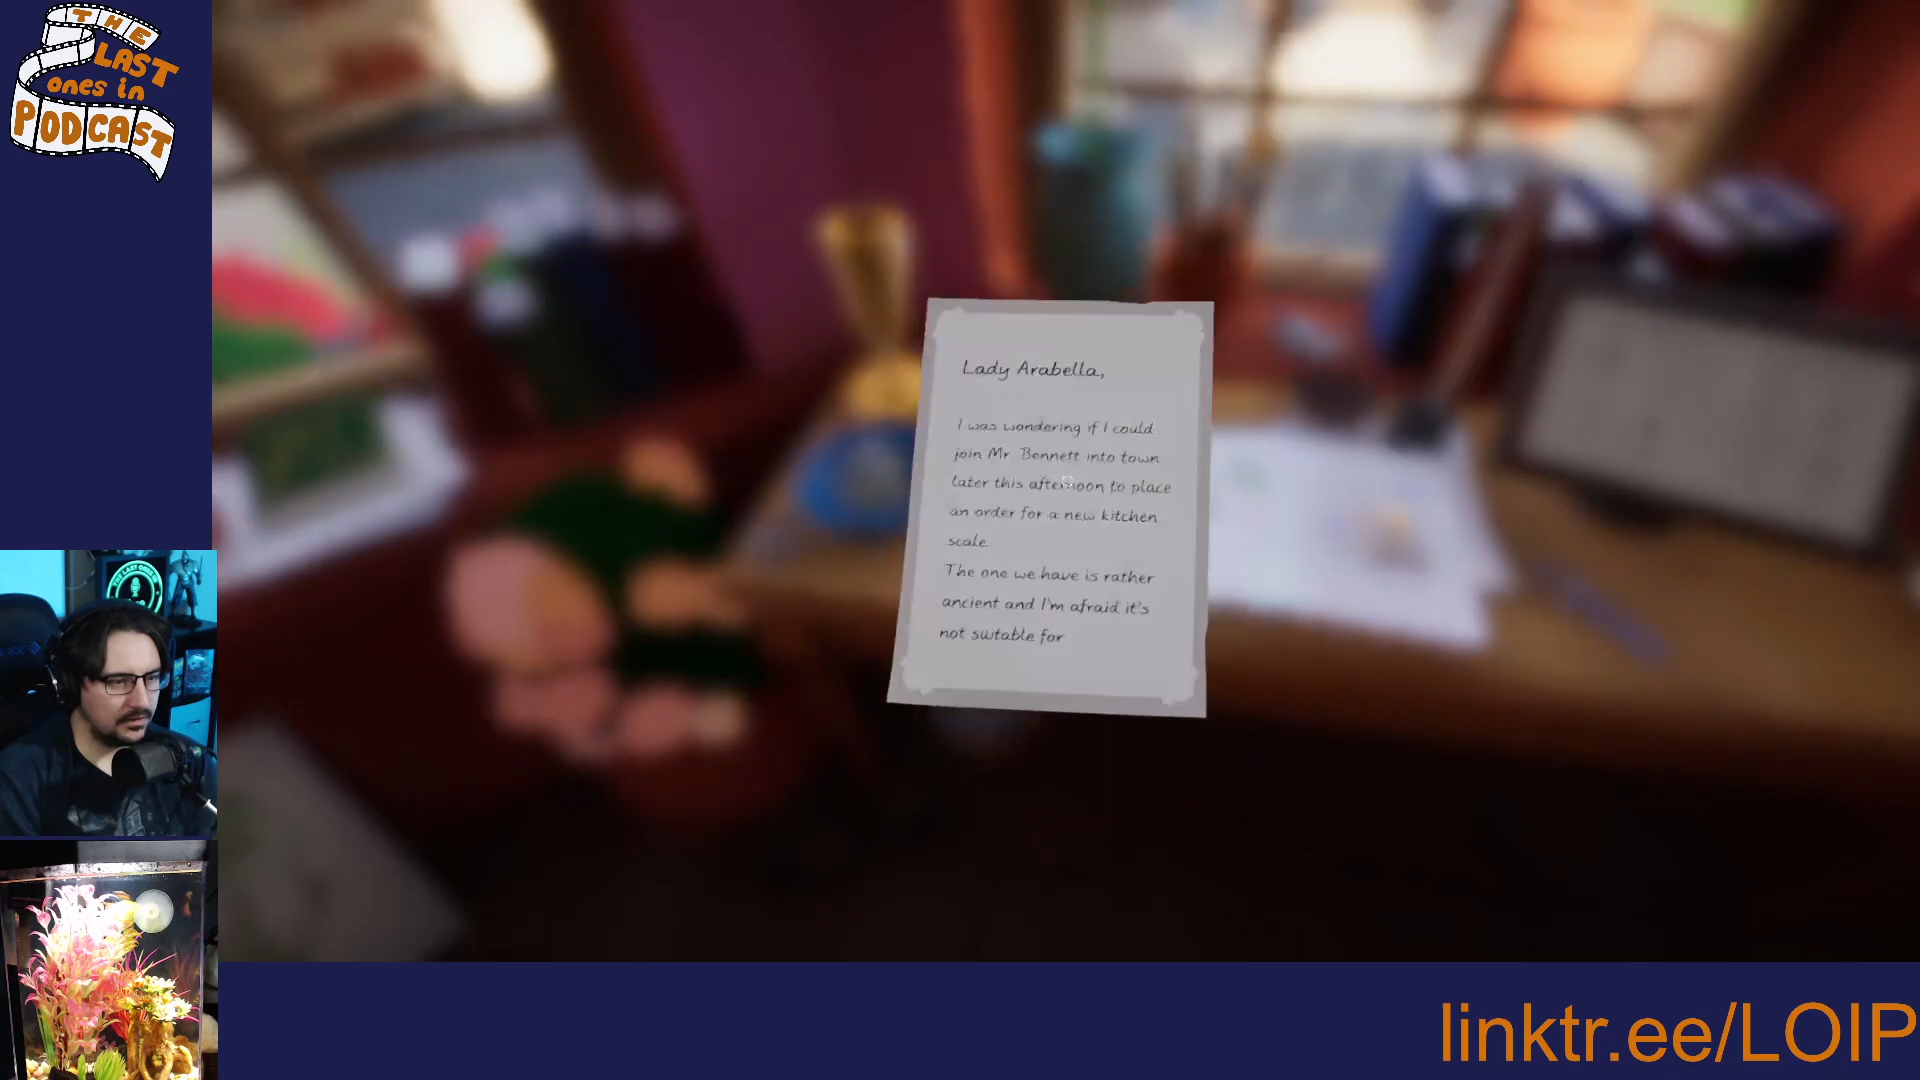 THE
LAST
ones in
PODCAST
Lady Arabella,
I was wondering if I could
join Mr Bennett into town
later this afternoon to place
an order for a new kitchen
scale
The one we have is rather
ancient and I'm afraid it's
not suitable for
linktr.ee/LOIP